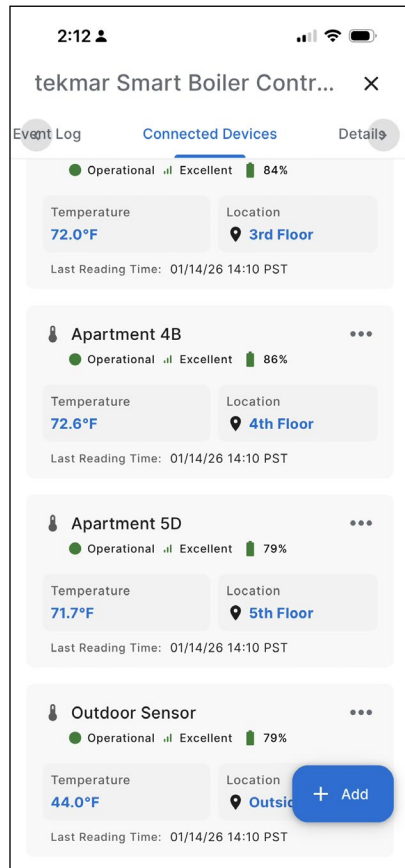 2:12
tekmar Smart Boiler Contr...
Event Log Connected Devices Details
Operational Excellent 84%
Temperature Location
72.0°F 3rd Floor
Last Reading Time: 01/14/26 14:10 PST
Apartment 4B
Operational Excellent 86%
Temperature Location
72.6°F 4th Floor
Last Reading Time: 01/14/26 14:10 PST
Apartment 5D
Operational Excellent 79%
Temperature Location
71.7°F 5th Floor
Last Reading Time: 01/14/26 14:10 PST
Outdoor Sensor
Operational Excellent 79%
Temperature Location
44.0°F Outsid
+ Add
Last Reading Time: 01/14/26 14:10 PST